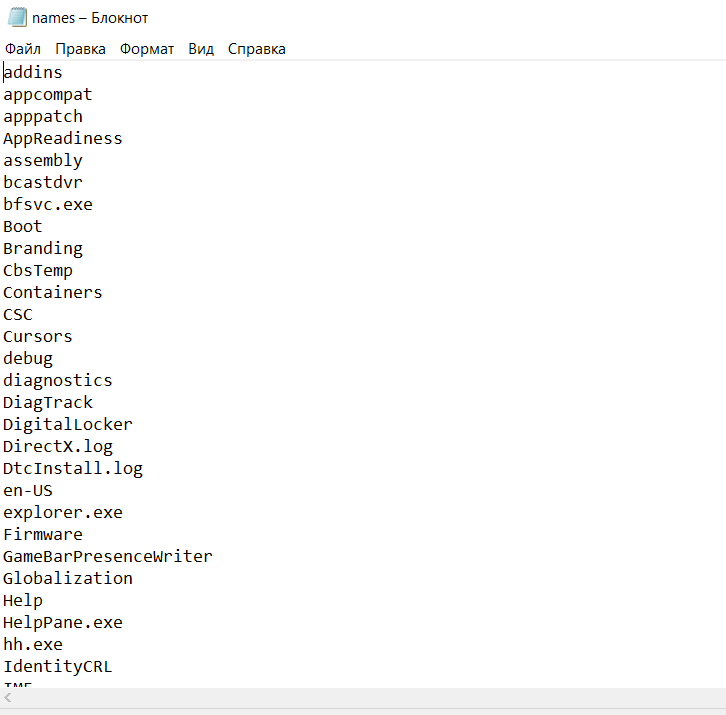 names – Блокнот
Файл Правка Формат Вид Справка
addins
appcompat
apppatch
AppReadiness
assembly
bcastdvr
bfsvc.exe
Boot
Branding
CbsTemp
Containers
CSC
Cursors
debug
diagnostics
DiagTrack
DigitalLocker
DirectX.log
DtcInstall.log
en-US
explorer.exe
Firmware
GameBarPresenceWriter
Globalization
Help
HelpPane.exe
hh.exe
IdentityCRL